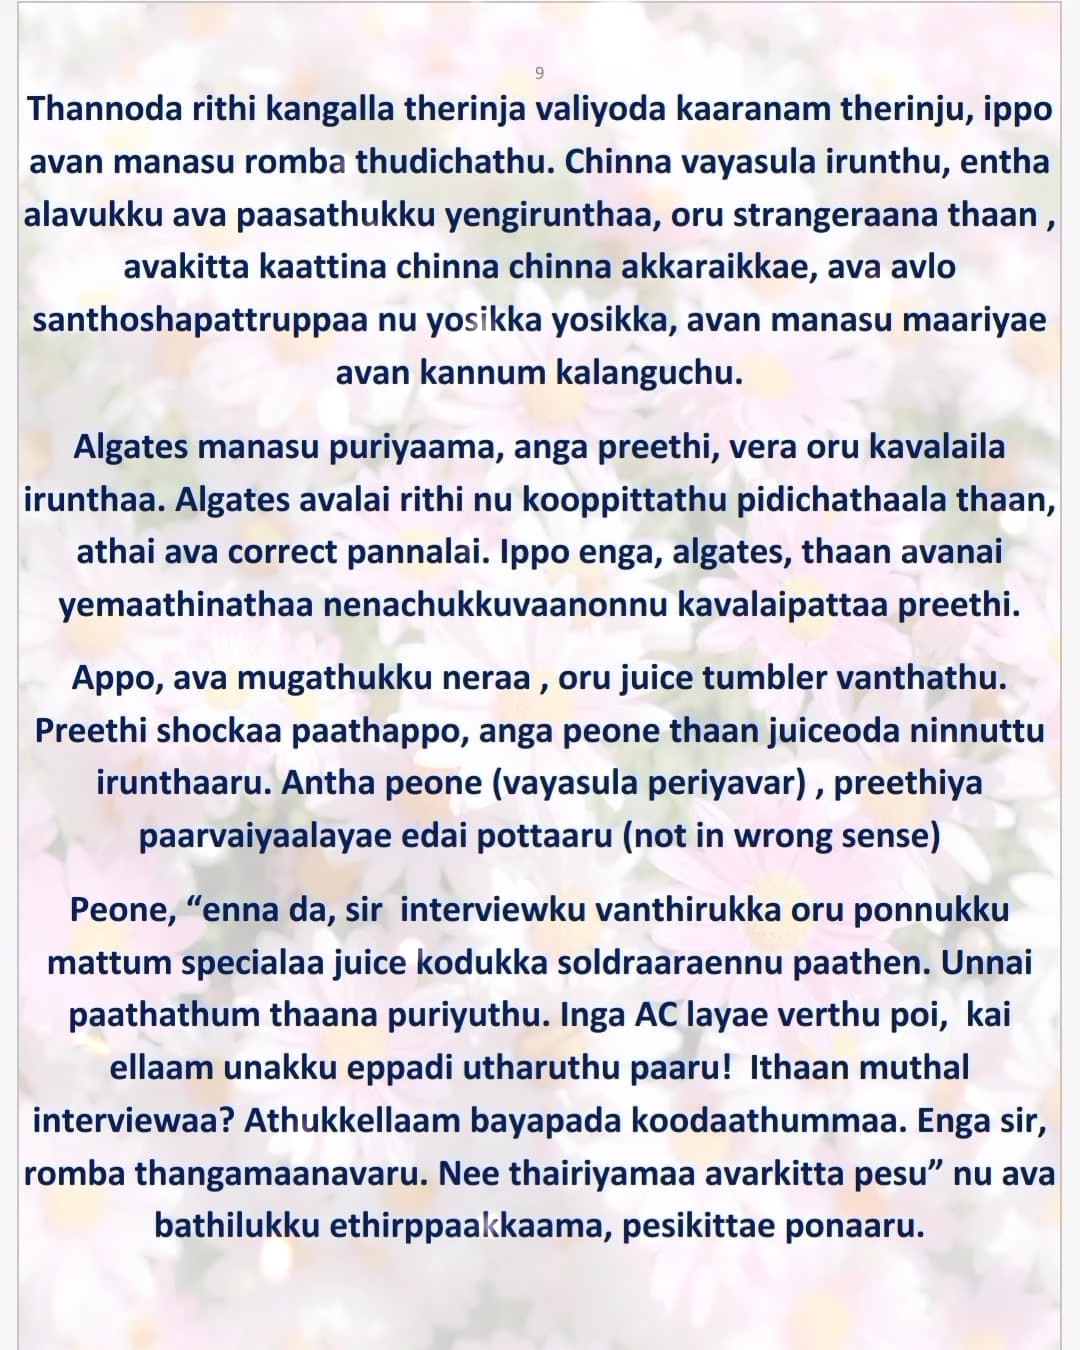 9
Thannoda rithi kangalla therinja valiyoda kaaranam therinju, ippo
avan manasu romba thudichathu. Chinna vayasula irunthu, entha
alavukku ava paasathukku yengirunthaa, oru strangeraana thaan ,
avakitta kaattina chinna chinna akkaraikkae, ava avlo
santhoshapattruppaa nu yosikka yosikka, avan manasu maariyae
avan kannum kalanguchu.
Algates manasu puriyaama, anga preethi, vera oru kavalaila
irunthaa. Algates avalai rithi nu kooppittathu pidichathaala thaan,
athai ava correct pannalai. Ippo enga, algates, thaan avanai
yemaathinathaa nenachukkuvaanonnu kavalaipattaa preethi.
Appo, ava mugathukku neraa , oru juice tumbler vanthathu.
Preethi shockaa paathappo, anga peone thaan juiceoda ninnuttu
irunthaaru. Antha peone (vayasula periyavar) , preethiya
paarvaiyaalayae edai pottaaru (not in wrong sense)
Peone, “enna da, sir  interviewku vanthirukka oru ponnukku
mattum specialaa juice kodukka soldraaraennu paathen. Unnai
paathathum thaana puriyuthu. Inga AC layae verthu poi,  kai
ellaam unakku eppadi utharuthu paaru!  Ithaan muthal
interviewaa? Athukkellaam bayapada koodaathummaa. Enga sir,
romba thangamaanavaru. Nee thairiyamaa avarkitta pesu” nu ava
bathilukku ethirppaakkaama, pesikittae ponaaru.